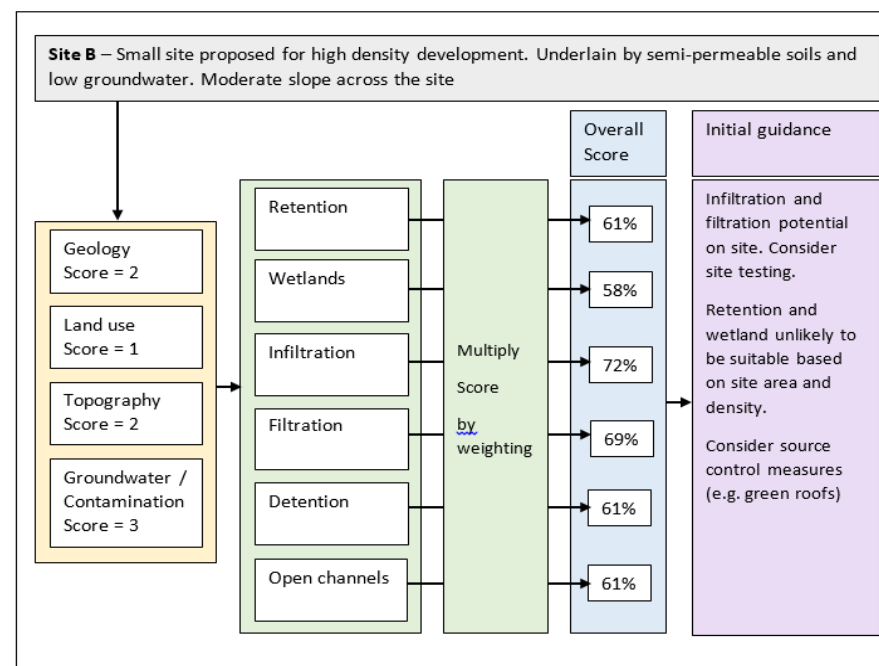 Site B – Small site proposed for high density development. Underlain by semi-permeable soils and
low groundwater. Moderate slope across the site
Overall
Score
Initial guidance
Geology
Score = 2
Land use
Score = 1
Topography
Score = 2
Groundwater /
Contamination
Score = 3
Retention
Wetlands
Infiltration
Filtration
Detention
Open channels
Multiply
Score
by
weighting
61%
58%
72%
69%
61%
61%
Infiltration and
filtration potential
on site. Consider
site testing.
Retention and
wetland unlikely to
be suitable based
on site area and
density.
Consider source
control measures
(e.g. green roofs)